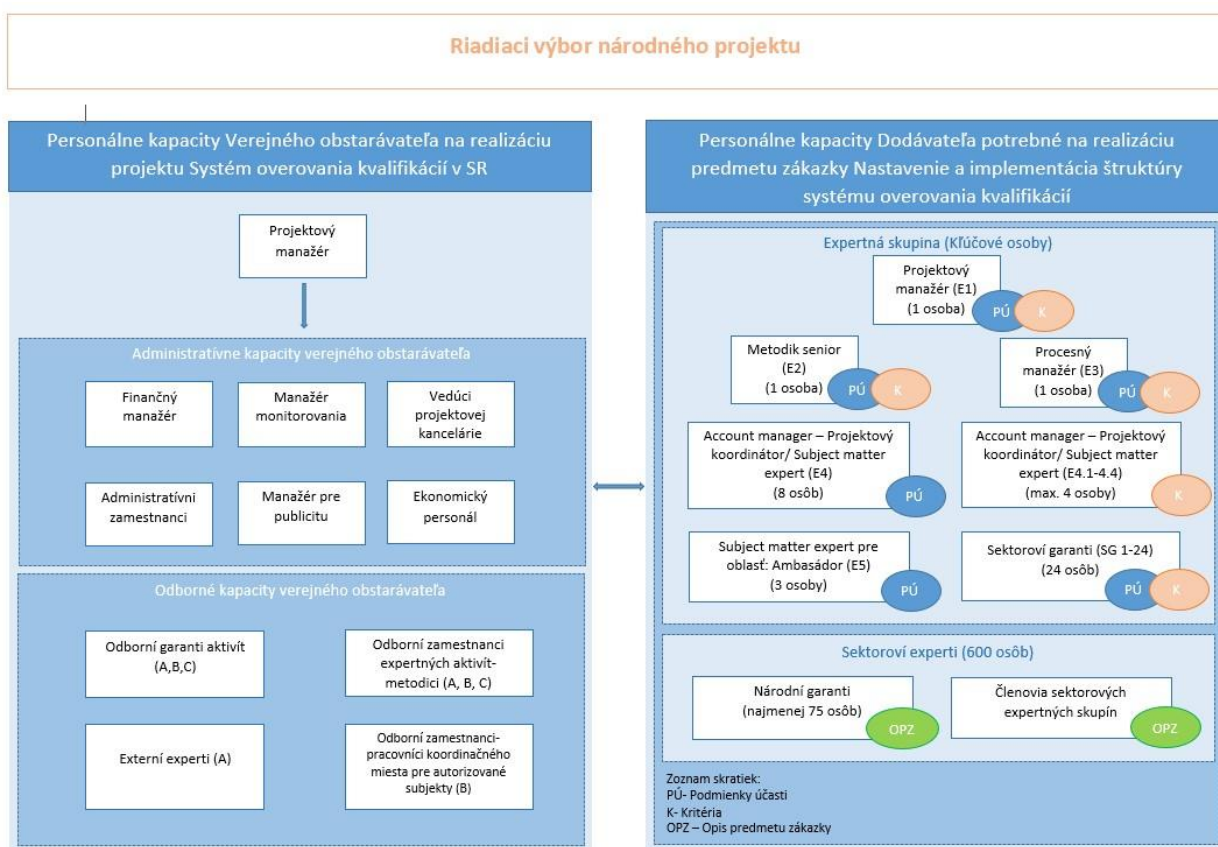 Riadiaci výbor národného projektu
Personálne kapacity Verejného obstarávateľa na realizáciu
projektu Systém overovania kvalifikácií v SR
Projektový
manažér
Administratívne kapacity verejného obstarávateľa
Finančný
manažér
Manažér
monitorovania
Vedúci
projektovej
kancelárie
Administratívni
zamestnanci
Manažér pre
publicitu
Ekonomický
personál
Odborné kapacity verejného obstarávateľa
Odborní garanti aktivít
(A,B,C)
Odborní zamestnanci
expertných aktivít-
metodici (A, B, C)
Externí experti (A)
Odborní zamestnanci-
pracovníci koordinačného
miesta pre autorizované
subjekty (B)
Personálne kapacity Dodávateľa potrebné na realizáciu
predmetu zákazky Nastavenie a implementácia štruktúry
systému overovania kvalifikácií
Expertná skupina (Kľúčové osoby)
Projektový
manažér (E1)
(1 osoba)
PÚ
K
Metodik senior
(E2)
(1 osoba)
PÚ
K
Procesný
manažér (E3)
(1 osoba)
PÚ
K
Account manager – Projektový
koordinátor/ Subject matter
expert (E4)
(8 osôb)
PÚ
Account manager – Projektový
koordinátor/ Subject matter
expert (E4.1-4.4)
(max. 4 osoby)
K
Subject matter expert pre
oblasť: Ambasádor (E5)
(3 osoby)
PÚ
Sektoroví garanti (SG 1-24)
(24 osôb)
PÚ
K
Sektoroví experti (600 osôb)
Národní garanti
(najmenej 75 osôb)
OPZ
Členovia sektorových
expertných skupín
OPZ
Zoznam skratiek:
PÚ- Podmienky účasti
K- Kritéria
OPZ – Opis predmetu zákazky